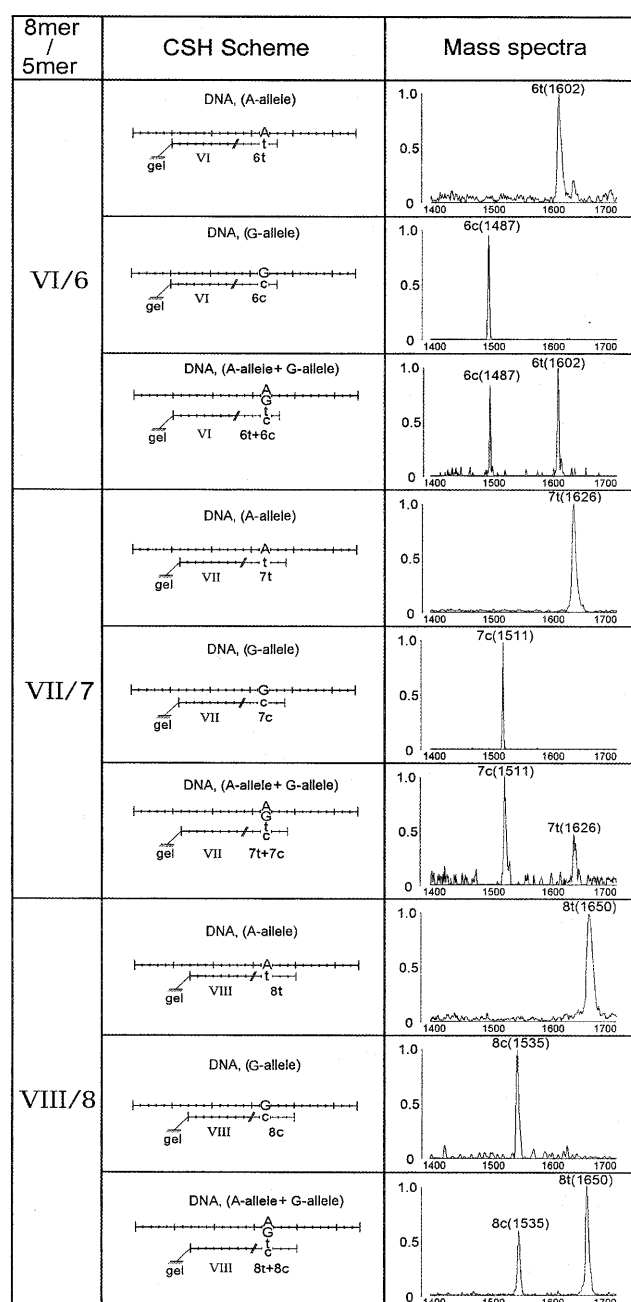 8mer
/
5mer
CSH Scheme
Mass spectra
VI/6
DNA, (A-allele)
A
t
gel
VI
6t
6t(1602)
1.0
0.5
0
1400 1500 1600 1700
DNA, (G-allele)
G
c
gel
VI
6c
6c(1487)
1.0
0.5
0
1400 1500 1600 1700
DNA, (A-allele+ G-allele)
A
G
t
c
gel
VI
6t+6c
6c(1487)
6t(1602)
1.0
0.5
0
1400 1500 1600 1700
VII/7
DNA, (A-allele)
A
t
gel
VII
7t
7t(1626)
1.0
0.5
0
1400 1500 1600 1700
DNA, (G-allele)
G
c
gel
VII
7c
7c(1511)
1.0
0.5
0
1400 1500 1600 1700
DNA, (A-allele+ G-allele)
A
G
t
c
gel
VII
7t+7c
7c(1511)
7t(1626)
1.0
0.5
0
1400 1500 1600 1700
VIII/8
DNA, (A-allele)
A
t
gel
VIII
8t
8t(1650)
1.0
0.5
0
1400 1500 1600 1700
DNA, (G-allele)
G
c
gel
VIII
8c
8c(1535)
1.0
0.5
0
1400 1500 1600 1700
DNA, (A-allele+ G-allele)
A
G
t
c
gel
VIII
8t+8c
8c(1535)
8t(1650)
1.0
0.5
0
1400 1500 1600 1700